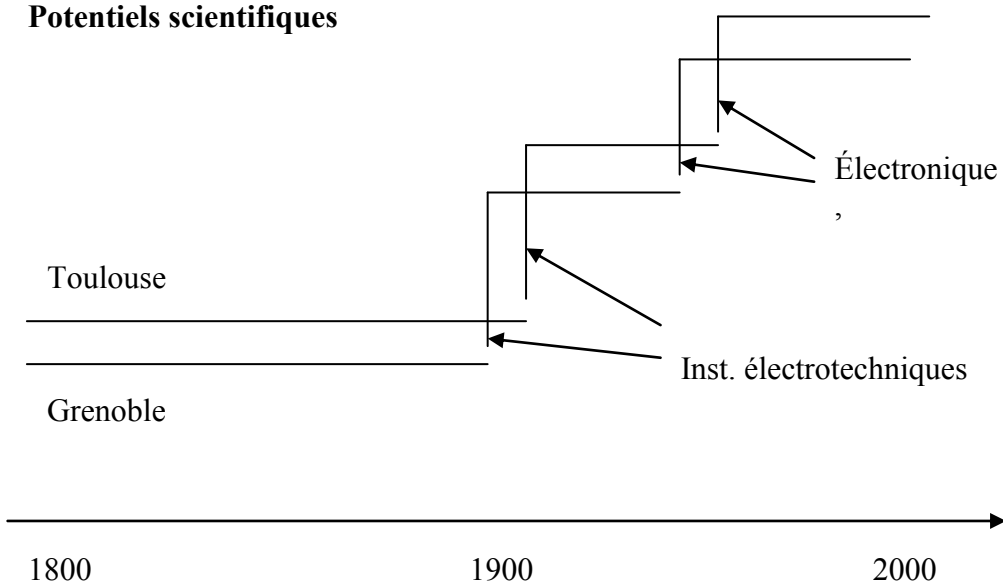 Potentiels scientifiques
Électronique
,
Toulouse
Inst. électrotechniques
Grenoble
1800 1900 2000